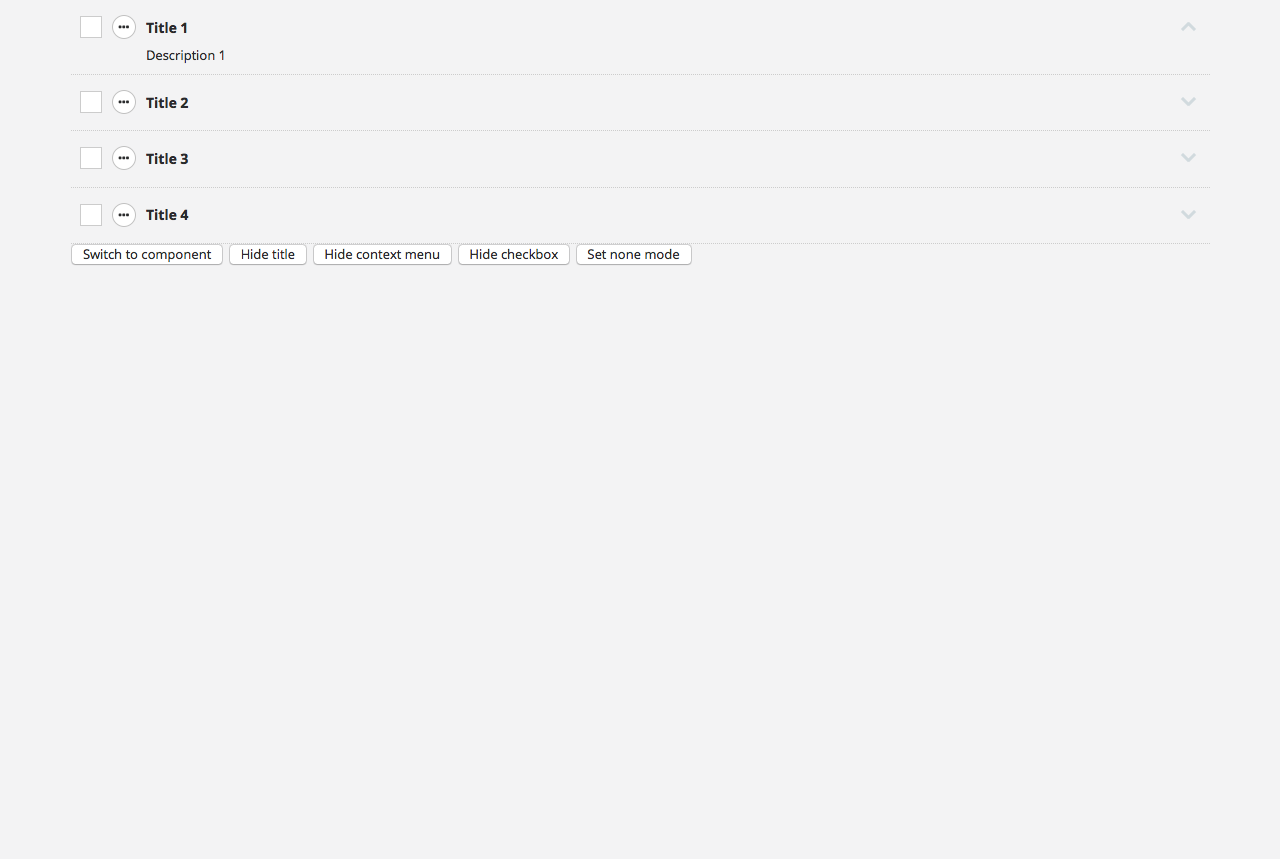 Title 1
Description 1
Title 2
Title 3
Title 4
Switch to component Hide title Hide context menu Hide checkbox Set none mode